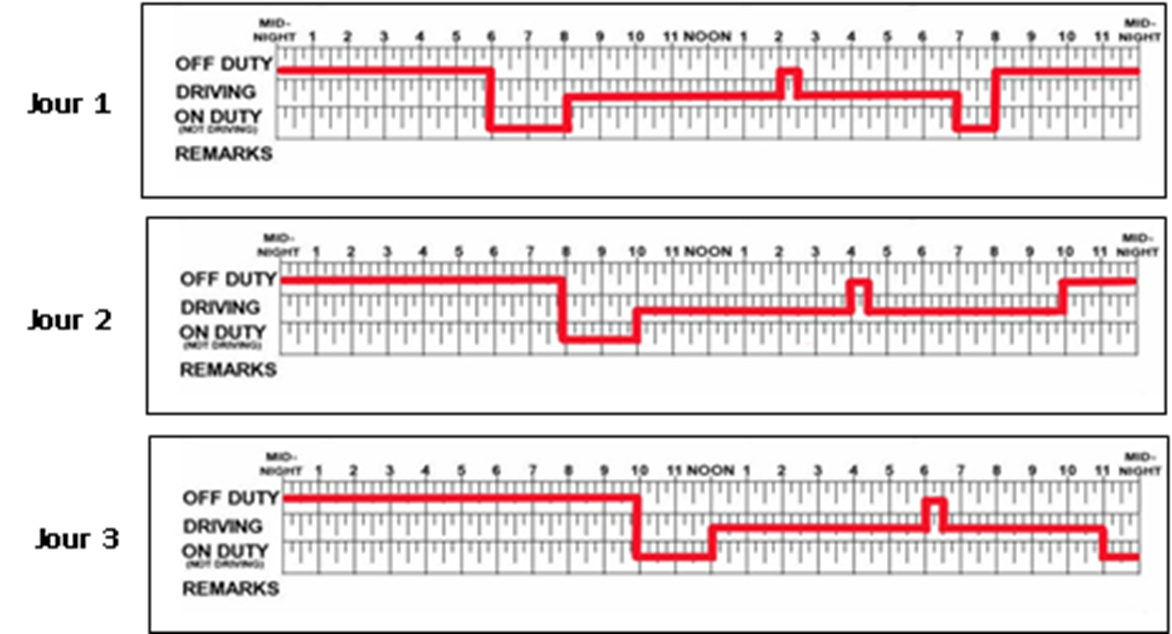 MID-
NIGHT 1 2 3 4 5 6 7 8 9 10 11 NOON 1 2 3 4 5 6 7 8 9 10 11 MID-
NIGHT
Jour 1
OFF DUTY
DRIVING
ON DUTY
(NOT DRIVING)
REMARKS
MID-
NIGHT 1 2 3 4 5 6 7 8 9 10 11 NOON 1 2 3 4 5 6 7 8 9 10 11 MID-
NIGHT
Jour 2
OFF DUTY
DRIVING
ON DUTY
(NOT DRIVING)
REMARKS
MID-
NIGHT 1 2 3 4 5 6 7 8 9 10 11 NOON 1 2 3 4 5 6 7 8 9 10 11 MID-
NIGHT
Jour 3
OFF DUTY
DRIVING
ON DUTY
(NOT DRIVING)
REMARKS